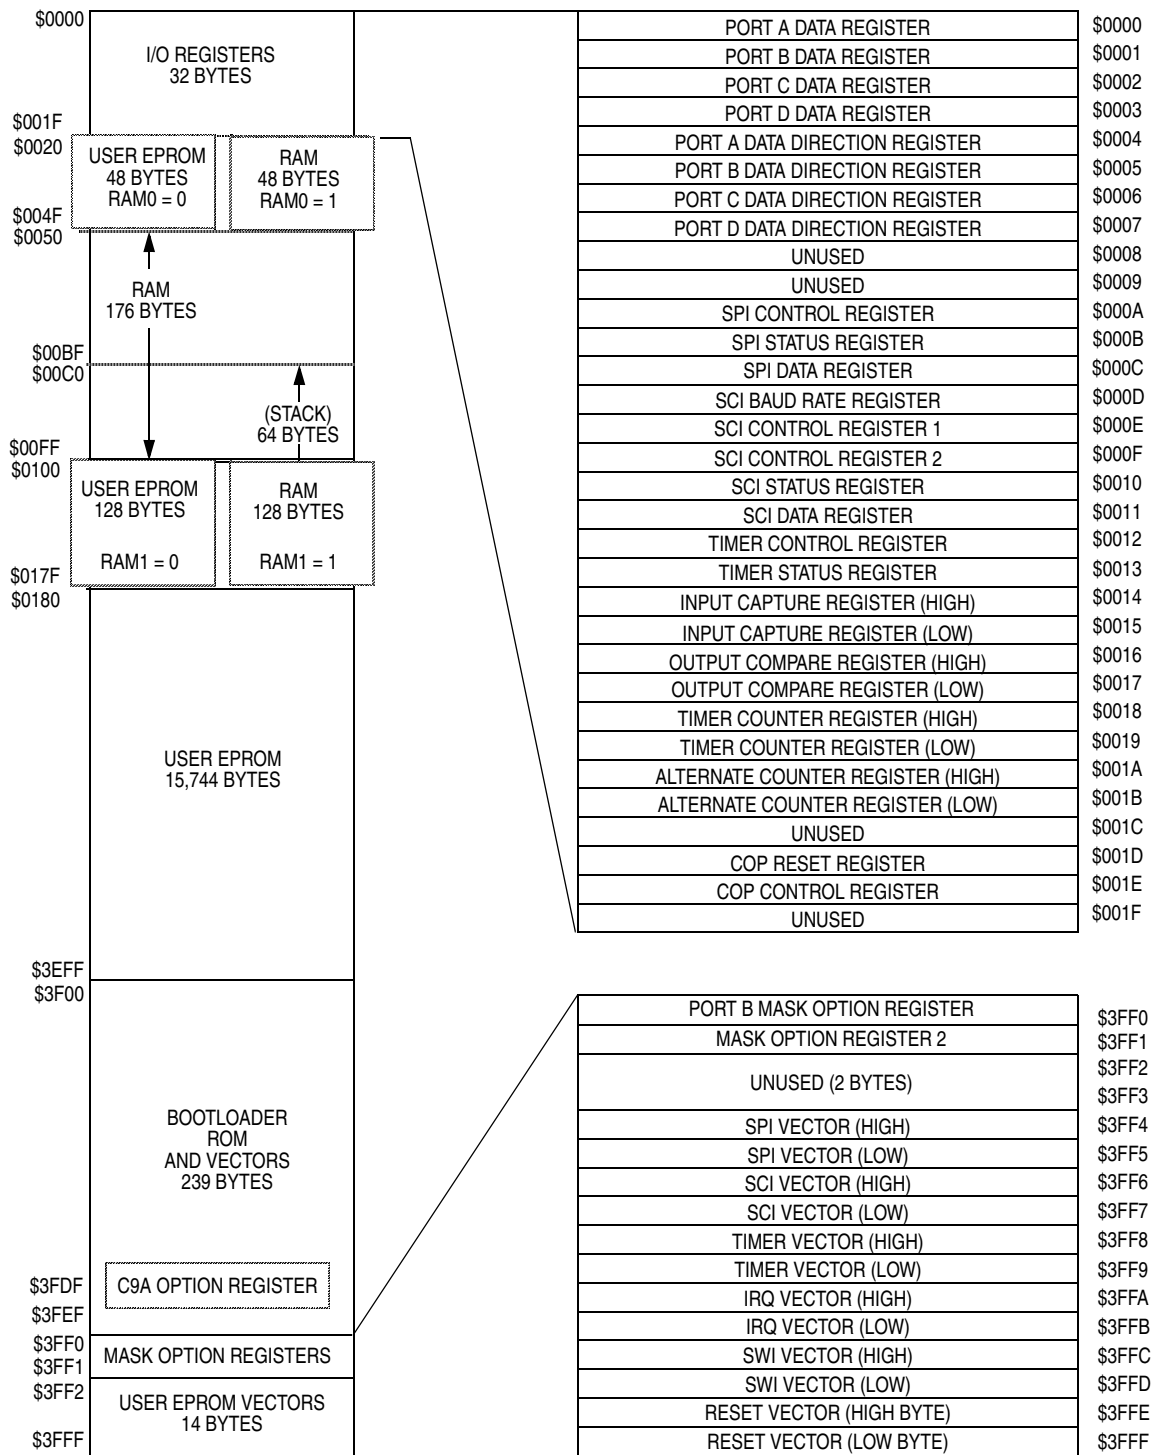 $0000
I/O REGISTERS
32 BYTES
$001F
$0020
USER EPROM
48 BYTES
RAM0 = 0
RAM
48 BYTES
RAM0 = 1
$004F
$0050
RAM
176 BYTES
$00BF
$00C0
(STACK)
64 BYTES
$00FF
$0100
USER EPROM
128 BYTES
RAM1 = 0
RAM
128 BYTES
RAM1 = 1
$017F
$0180
USER EPROM
15,744 BYTES
$3EFF
$3F00
BOOTLOADER
ROM
AND VECTORS
239 BYTES
$3FDF
C9A OPTION REGISTER
$3FEF
$3FF0
$3FF1
MASK OPTION REGISTERS
$3FF2
USER EPROM VECTORS
14 BYTES
$3FFF
PORT A DATA REGISTER $0000
PORT B DATA REGISTER $0001
PORT C DATA REGISTER $0002
PORT D DATA REGISTER $0003
PORT A DATA DIRECTION REGISTER $0004
PORT B DATA DIRECTION REGISTER $0005
PORT C DATA DIRECTION REGISTER $0006
PORT D DATA DIRECTION REGISTER $0007
UNUSED $0008
UNUSED $0009
SPI CONTROL REGISTER $000A
SPI STATUS REGISTER $000B
SPI DATA REGISTER $000C
SCI BAUD RATE REGISTER $000D
SCI CONTROL REGISTER 1 $000E
SCI CONTROL REGISTER 2 $000F
SCI STATUS REGISTER $0010
SCI DATA REGISTER $0011
TIMER CONTROL REGISTER $0012
TIMER STATUS REGISTER $0013
INPUT CAPTURE REGISTER (HIGH) $0014
INPUT CAPTURE REGISTER (LOW) $0015
OUTPUT COMPARE REGISTER (HIGH) $0016
OUTPUT COMPARE REGISTER (LOW) $0017
TIMER COUNTER REGISTER (HIGH) $0018
TIMER COUNTER REGISTER (LOW) $0019
ALTERNATE COUNTER REGISTER (HIGH) $001A
ALTERNATE COUNTER REGISTER (LOW) $001B
UNUSED $001C
COP RESET REGISTER $001D
COP CONTROL REGISTER $001E
UNUSED $001F
PORT B MASK OPTION REGISTER $3FF0
MASK OPTION REGISTER 2 $3FF1
$3FF2
UNUSED (2 BYTES)
$3FF3
SPI VECTOR (HIGH) $3FF4
SPI VECTOR (LOW) $3FF5
SCI VECTOR (HIGH) $3FF6
SCI VECTOR (LOW) $3FF7
TIMER VECTOR (HIGH) $3FF8
TIMER VECTOR (LOW) $3FF9
IRQ VECTOR (HIGH) $3FFA
IRQ VECTOR (LOW) $3FFB
SWI VECTOR (HIGH) $3FFC
SWI VECTOR (LOW) $3FFD
RESET VECTOR (HIGH BYTE) $3FFE
RESET VECTOR (LOW BYTE) $3FFF